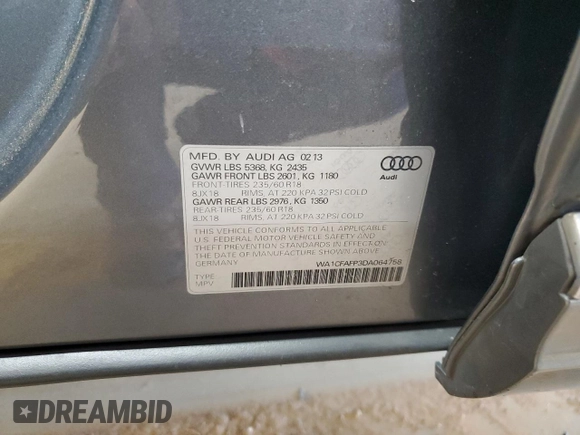 MFD. BY AUDI AG 02 13
GVWR LBS 5368, KG 2435
GAWR FRONT LBS 2601, KG 1180
FRONT-TIRES 235/60 R18
8JX18 RIMS, AT 220 KPA 32 PSI COLD
GAWR REAR LBS 2976, KG 1350
REAR-TIRES 235/60 R18
8JX18 RIMS, AT 220 KPA 32 PSI COLD
Audi
THIS VEHICLE CONFORMS TO ALL APPLICABLE
U.S. FEDERAL MOTOR VEHICLE SAFETY AND
THEFT PREVENTION STANDARDS IN EFFECT ON THE
DATE OF MANUFACTURE SHOWN ABOVE.
GERMANY
WA1CFAFP3DA064758
TYPE:
MPV
DREAMBID